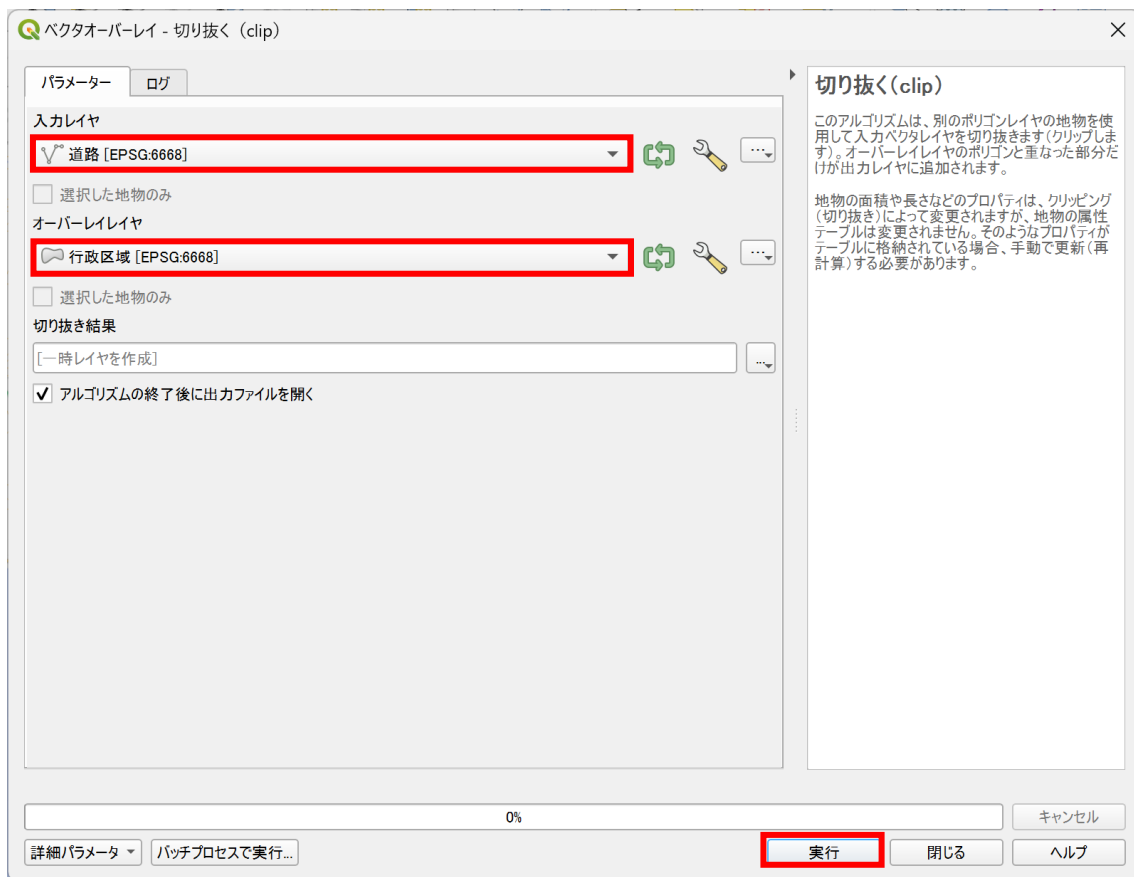 ベクタオーバーレイ - 切り抜く (clip)
パラメーター
ログ
入力レイヤ
道路 [EPSG:6668]
選択した地物のみ
オーバーレイレイヤ
行政区域 [EPSG:6668]
選択した地物のみ
切り抜き結果
[一時レイヤを作成]
アルゴリズムの終了後に出力ファイルを開く
切り抜く(clip)
このアルゴリズムは、別のポリゴンレイヤの地物を使
用して入力ベクタレイヤを切り抜きます(クリップしま
す)。オーバーレイレイヤのポリゴンと重なった部分だ
けが出力レイヤに追加されます。
地物の面積や長さなどのプロパティは、クリッピング
(切り抜き)によって変更されますが、地物の属性
テーブルは変更されません。そのようなプロパティが
テーブルに格納されている場合、手動で更新(再
計算)する必要があります。
0%
キャンセル
詳細パラメータ
バッチプロセスで実行...
実行
閉じる
ヘルプ